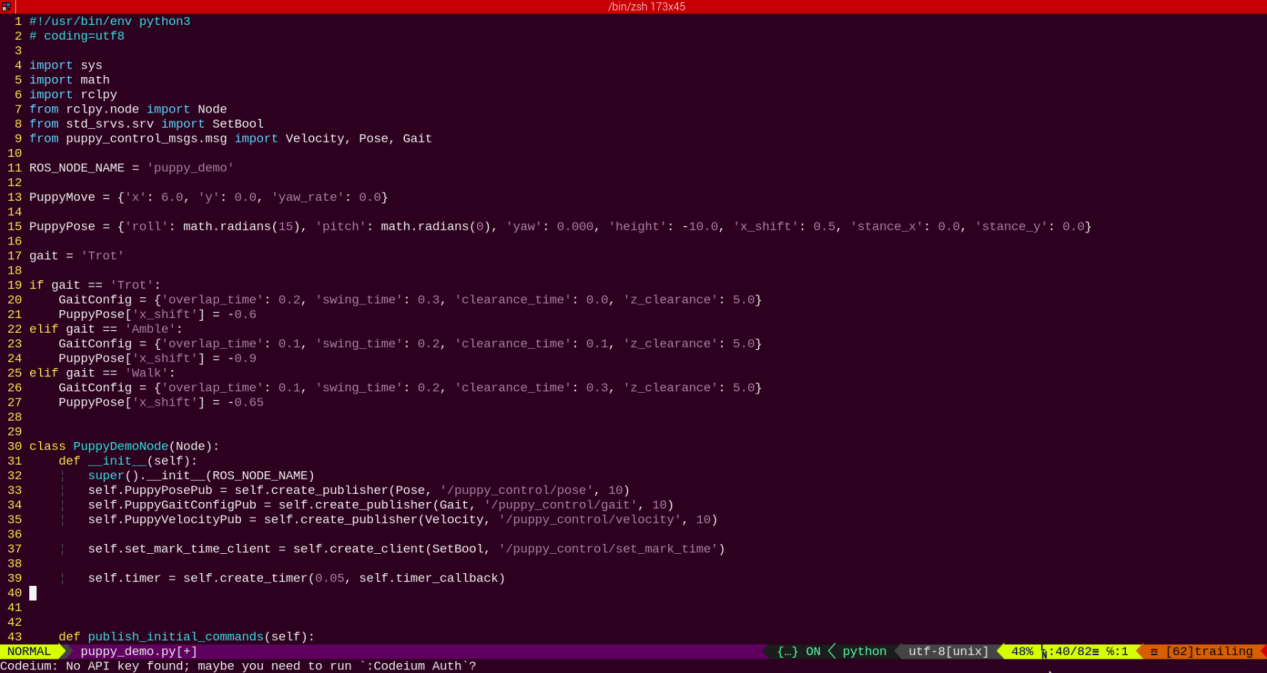 /bin/zsh 173x45
1 #!/usr/bin/env python3
2 # coding=utf8
3
4 import sys
5 import math
6 import rclpy
7 from rclpy.node import Node
8 from std_srvs.srv import SetBool
9 from puppy_control_msgs.msg import Velocity, Pose, Gait
10
11 ROS_NODE_NAME = 'puppy_demo'
12
13 PuppyMove = {'x': 6.0, 'y': 0.0, 'yaw_rate': 0.0}
14
15 PuppyPose = {'roll': math.radians(15), 'pitch': math.radians(0), 'yaw': 0.000, 'height': -10.0, 'x_shift': 0.5, 'stance_x': 0.0, 'stance_y': 0.0}
16
17 gait = 'Trot'
18
19 if gait == 'Trot':
20     GaitConfig = {'overlap_time': 0.2, 'swing_time': 0.3, 'clearance_time': 0.0, 'z_clearance': 5.0}
21     PuppyPose['x_shift'] = -0.6
22 elif gait == 'Amble':
23     GaitConfig = {'overlap_time': 0.1, 'swing_time': 0.2, 'clearance_time': 0.1, 'z_clearance': 5.0}
24     PuppyPose['x_shift'] = -0.9
25 elif gait == 'Walk':
26     GaitConfig = {'overlap_time': 0.1, 'swing_time': 0.2, 'clearance_time': 0.3, 'z_clearance': 5.0}
27     PuppyPose['x_shift'] = -0.65
28
29
30 class PuppyDemoNode(Node):
31     def __init__(self):
32     ¦   super().__init__(ROS_NODE_NAME)
33     ¦   self.PuppyPosePub = self.create_publisher(Pose, '/puppy_control/pose', 10)
34     ¦   self.PuppyGaitConfigPub = self.create_publisher(Gait, '/puppy_control/gait', 10)
35     ¦   self.PuppyVelocityPub = self.create_publisher(Velocity, '/puppy_control/velocity', 10)
36
37     ¦   self.set_mark_time_client = self.create_client(SetBool, '/puppy_control/set_mark_time')
38
39     ¦   self.timer = self.create_timer(0.05, self.timer_callback)
40
41
42
43     def publish_initial_commands(self):
NORMAL puppy_demo.py[+] {…} ON python utf-8[unix] 48% ㏑:40/82≡ ℅:1 ≡ [62]trailing
Codeium: No API key found; maybe you need to run `:Codeium Auth`?